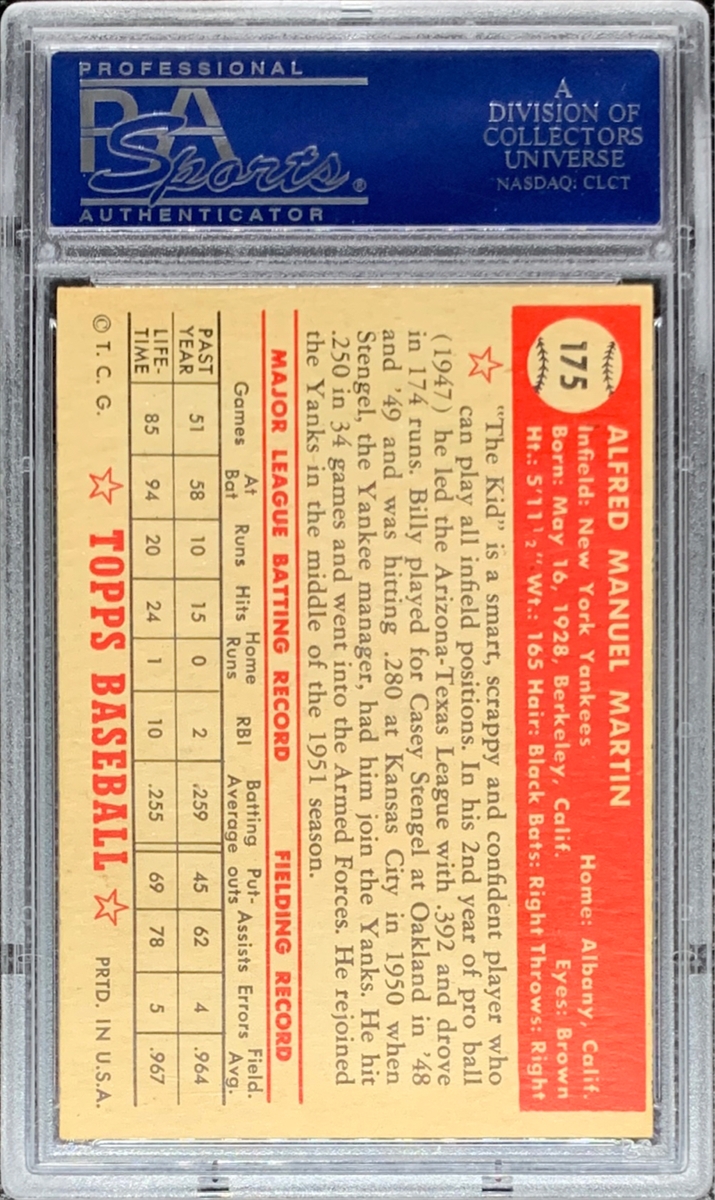 PROFESSIONAL
PSA
Sports®
AUTHENTICATOR
A
DIVISION OF
COLLECTORS
UNIVERSE
NASDAQ: CLCT
175
ALFRED MANUEL MARTIN
Infield: New York Yankees Home: Albany, Calif.
Born: May 16, 1928, Berkeley, Calif. Eyes: Brown
Ht.: 5'11½" Wt.: 165 Hair: Black Bats: Right Throws: Right
"The Kid" is a smart, scrappy and confident player who
can play all infield positions. In his 2nd year of pro ball
(1947) he led the Arizona-Texas League with .392 and drove
in 174 runs. Billy played for Casey Stengel at Oakland in '48
and '49 and was hitting .280 at Kansas City in 1950 when
Stengel, the Yankee manager, had him join the Yanks. He hit
.250 in 34 games and went into the Armed Forces. He rejoined
the Yanks in the middle of the 1951 season.
MAJOR LEAGUE BATTING RECORD FIELDING RECORD
Games At Bat Runs Hits Home Runs RBI Batting Average Put-outs Assists Errors Field. Avg.
PAST YEAR 51 58 10 15 0 2 .259 45 62 4 .964
LIFE-TIME 85 94 20 24 1 10 .255 69 78 5 .967
© T. C. G. TOPPS BASEBALL PRTD. IN U.S.A.